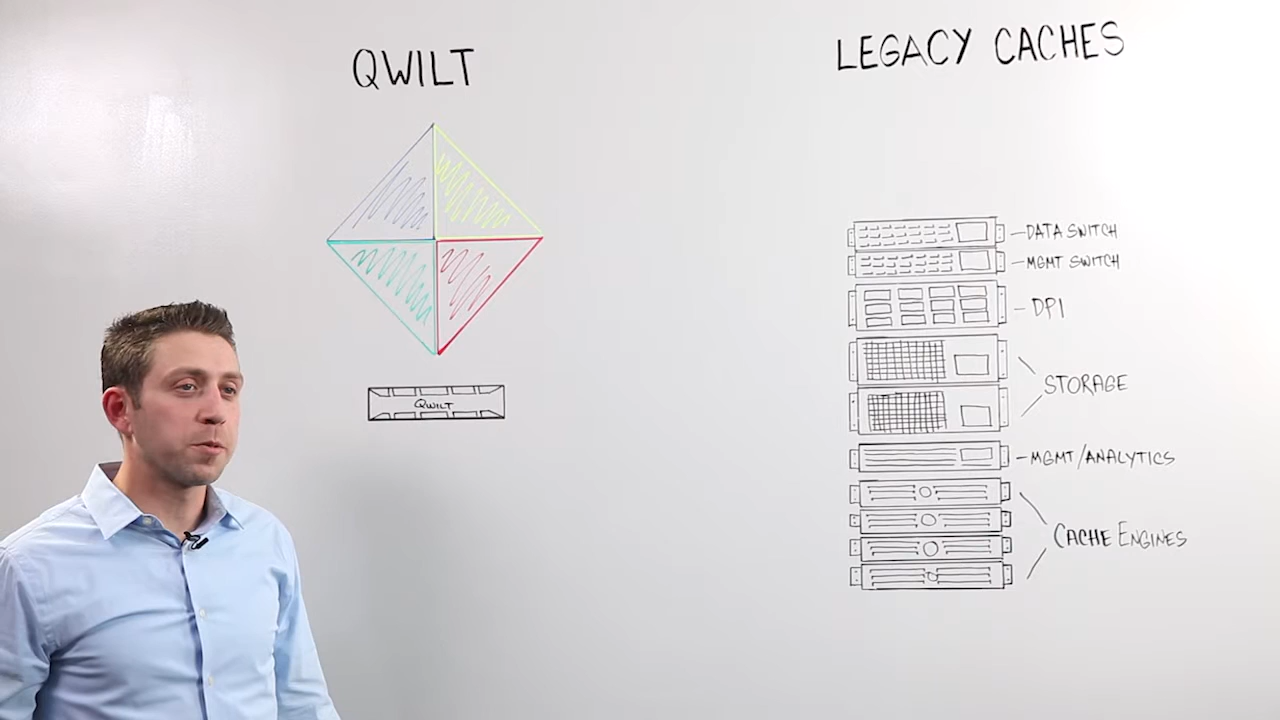 QWILT
LEGACY CACHES
DATA SWITCH
MGMT SWITCH
DPI
STORAGE
QWILT
MGMT/ANALYTICS
CACHE ENGINES